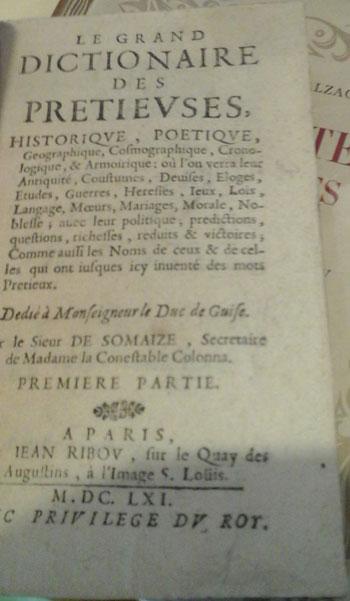 LE GRAND
DICTIONAIRE
DES
PRETIEVSES,
HISTORIQVE, POETIQVE,
Geographique, Cosmographique, Crono-
logique, & Armoirique: où l'on verra leur
Antiquité, Coustumes, Deuises, Eloges,
Etudes, Guerres, Heresies, Ieux, Lois,
Langage, Mœurs, Mariages, Morale, No-
blesse; auec leur politique; predictions,
questions, richesses, reduits & victoires;
Comme aussi les Noms de ceux & de cel-
les qui ont iusques icy inuenté des mots
Pretieux.
Dedié à Monseigneur le Duc de Guise.
r le Sieur DE SOMAIZE, Secretaire
de Madame la Conestable Colonna.
PREMIERE PARTIE.
A PARIS,
IEAN RIBOV, sur le Quay des
Augustins, à l'Image S. Loüis.
M. DC. LXI.
C PRIVILEGE DV ROY.
LZAC
TE
S